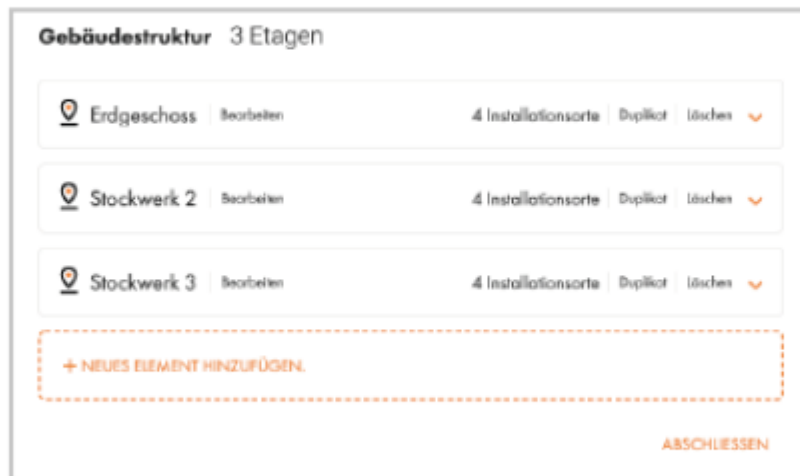 Gebäudestruktur 3 Etagen
Erdgeschoss Bearbeiten 4 Installationsorte Duplikat Löschen
Stockwerk 2 Bearbeiten 4 Installationsorte Duplikat Löschen
Stockwerk 3 Bearbeiten 4 Installationsorte Duplikat Löschen
+ NEUES ELEMENT HINZUFÜGEN.
ABSCHLIESSEN